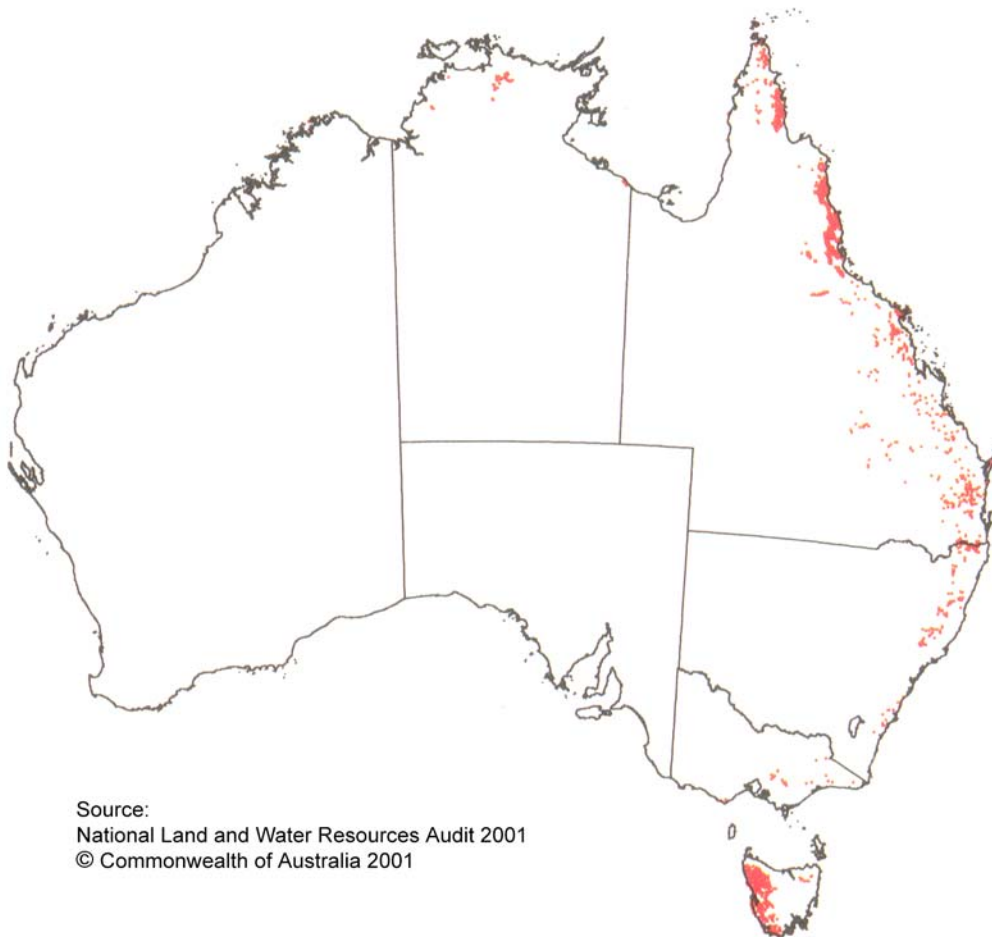 Source:
National Land and Water Resources Audit 2001
© Commonwealth of Australia 2001